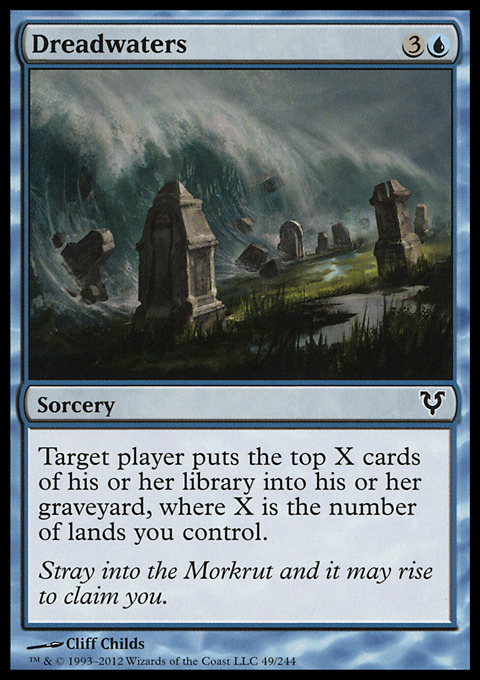 Dreadwaters 3
Sorcery
Target player puts the top X cards
of his or her library into his or her
graveyard, where X is the number
of lands you control.
Stray into the Morkrut and it may rise
to claim you.
Cliff Childs
™ & © 1993–2012 Wizards of the Coast LLC 49/244